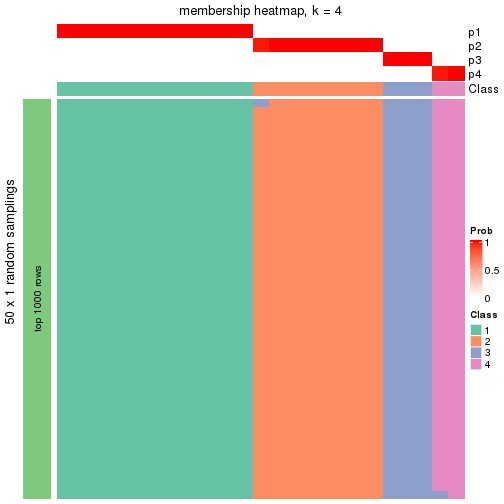 membership heatmap, k = 4
p1
p2
p3
p4
Class
50 x 1 random samplings
top 1000 rows
Prob
1
0.5
0
Class
1
2
3
4